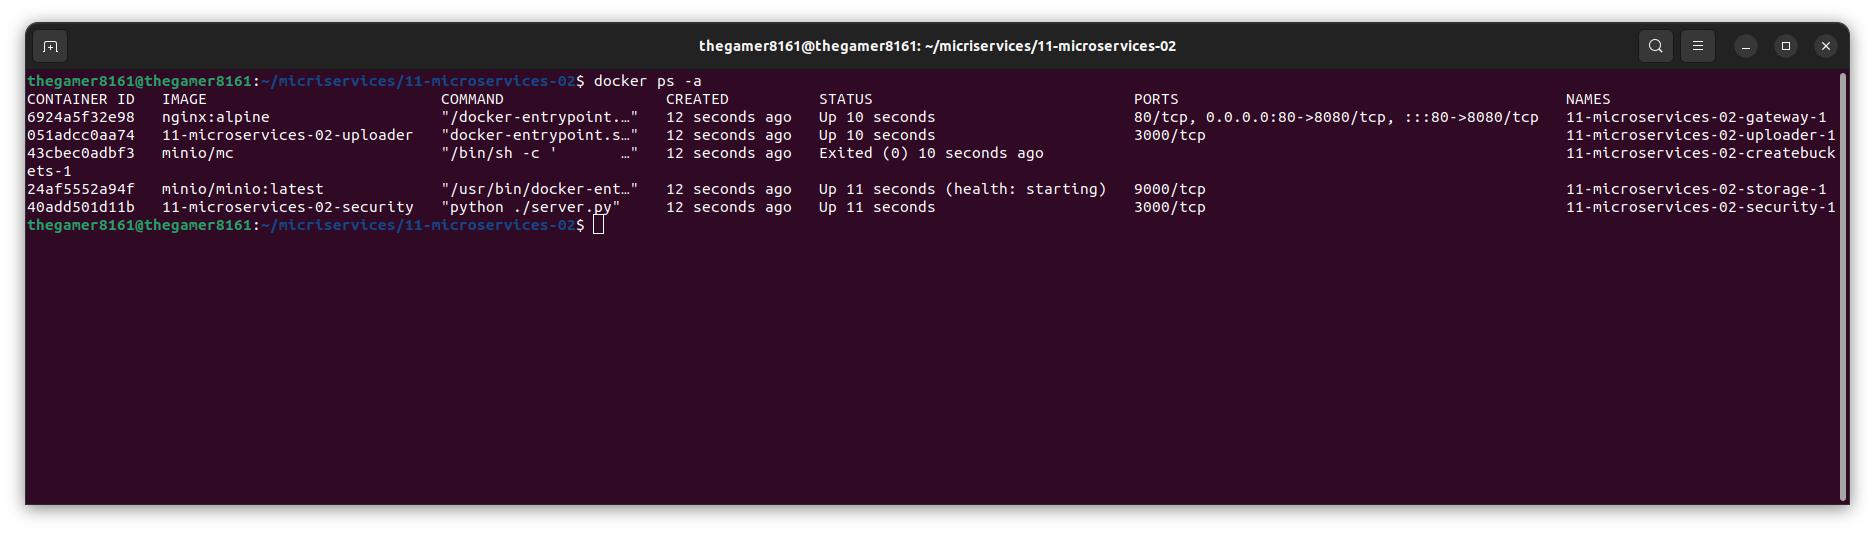 thegamer8161@thegamer8161: ~/micriservices/11-microservices-02
thegamer8161@thegamer8161:~/micriservices/11-microservices-02$ docker ps -a
CONTAINER ID   IMAGE                          COMMAND                  CREATED          STATUS                             PORTS                                           NAMES
6924a5f32e98   nginx:alpine                   "/docker-entrypoint.…"   12 seconds ago   Up 10 seconds                      80/tcp, 0.0.0.0:80->8080/tcp, :::80->8080/tcp   11-microservices-02-gateway-1
051adcc0aa74   11-microservices-02-uploader   "docker-entrypoint.s…"   12 seconds ago   Up 10 seconds                      3000/tcp                                        11-microservices-02-uploader-1
43cbec0adbf3   minio/mc                       "/bin/sh -c '       …"   12 seconds ago   Exited (0) 10 seconds ago                                                          11-microservices-02-createbuck
ets-1
24af5552a94f   minio/minio:latest             "/usr/bin/docker-ent…"   12 seconds ago   Up 11 seconds (health: starting)   9000/tcp                                        11-microservices-02-storage-1
40add501d11b   11-microservices-02-security   "python ./server.py"     12 seconds ago   Up 11 seconds                      3000/tcp                                        11-microservices-02-security-1
thegamer8161@thegamer8161:~/micriservices/11-microservices-02$